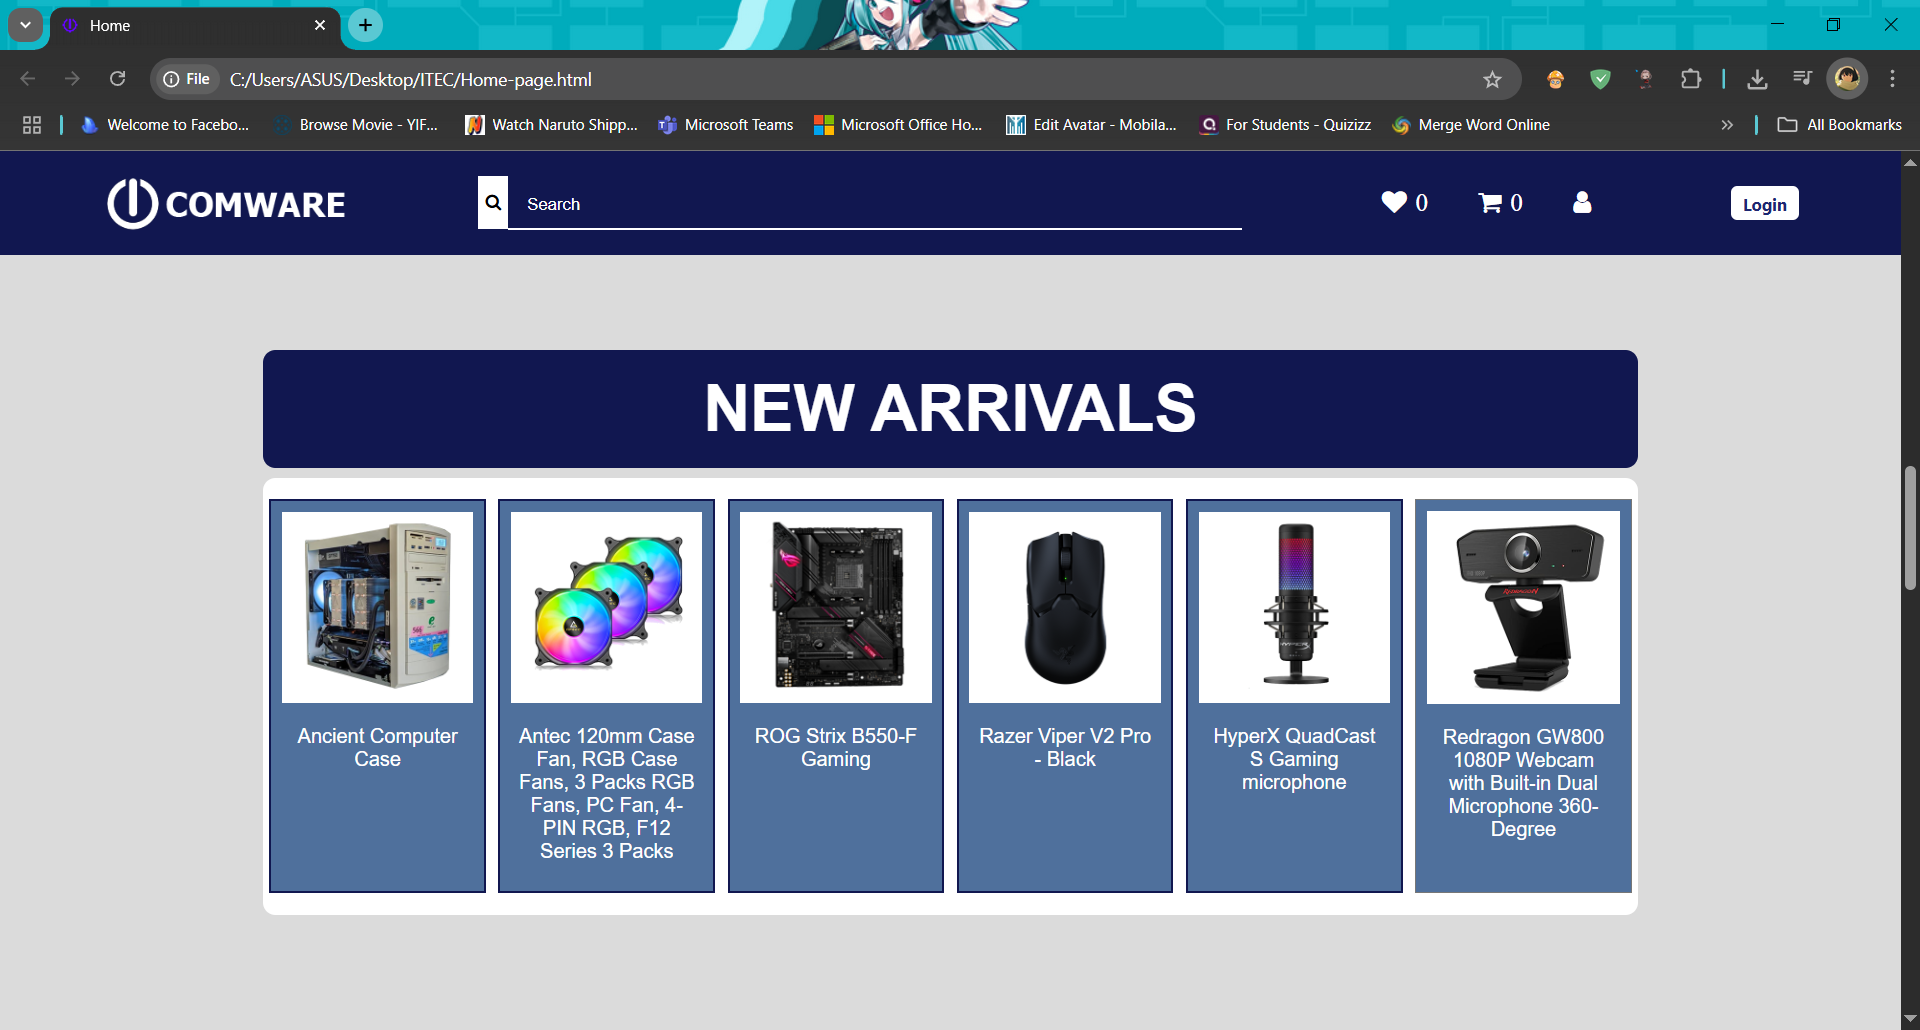 Home
File
C:/Users/ASUS/Desktop/ITEC/Home-page.html
Welcome to Facebo...
Browse Movie - YIF...
Watch Naruto Shipp...
Microsoft Teams
Microsoft Office Ho...
Edit Avatar - Mobila...
For Students - Quizizz
Merge Word Online
All Bookmarks
COMWARE
Search
0
0
Login
NEW ARRIVALS
Ancient Computer
Case
Antec 120mm Case
Fan, RGB Case
Fans, 3 Packs RGB
Fans, PC Fan, 4-
PIN RGB, F12
Series 3 Packs
ROG Strix B550-F
Gaming
Razer Viper V2 Pro
- Black
HyperX QuadCast
S Gaming
microphone
REDRAGON
Redragon GW800
1080P Webcam
with Built-in Dual
Microphone 360-
Degree